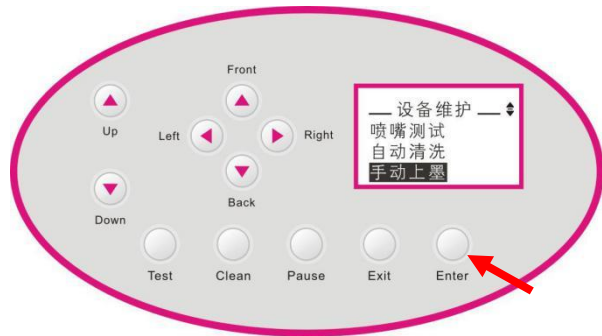 Front
Up
Left
Right
Back
Down
设备维护
喷嘴测试
自动清洗
手动上墨
Test
Clean
Pause
Exit
Enter